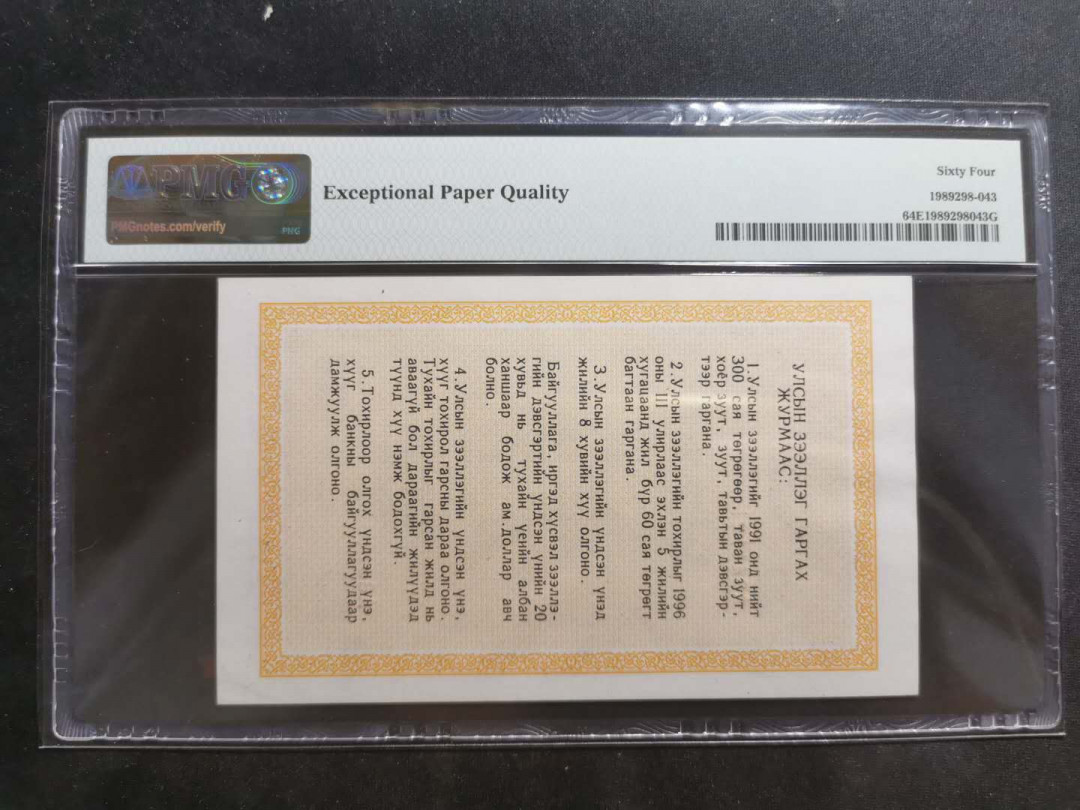 PMG
PMGnotes.com/verify
PMG
Exceptional Paper Quality
Sixty Four
1989298-043
64E1989298043G
УЛСЫН ЗЭЭЛЛЭГ ГАРГАХ
ЖУРМААС:
1.Улсын зээллэгийг 1991 онд нийт
300 сая төгрөгөөр, таван зуут,
хоёр зуут, зуут, тавьтын дэвсгэр-
тээр гаргана.
2.Улсын зээллэгийн тохирлыг 1996
оны III улирлаас эхлэн 5 жилийн
хугацаанд жил бүр 60 сая төгрөгт
багтаан гаргана.
3.Улсын зээллэгийн үндсэн үнэд
жилийн 8 хувийн хүү олгоно.
Байгууллага, иргэд хүсвэл зээллэ-
гийн дэвсгэртийн үндсэн үнийн 20
хувьд нь тухайн үеийн албан
ханшаар бодож ам.доллар авч
болно.
4.Улсын зээллэгийн үндсэн үнэ,
хүүг тохирол гарсны дараа олгоно.
Тухайн тохирлыг гарсан жилд нь
аваагүй бол дараагийн жилүүдэд
түүнд хүү нэмж бодохгүй.
5.Тохирлоор олгох үндсэн үнэ,
хүүг банкны байгууллагуудаар
дамжуулж олгоно.